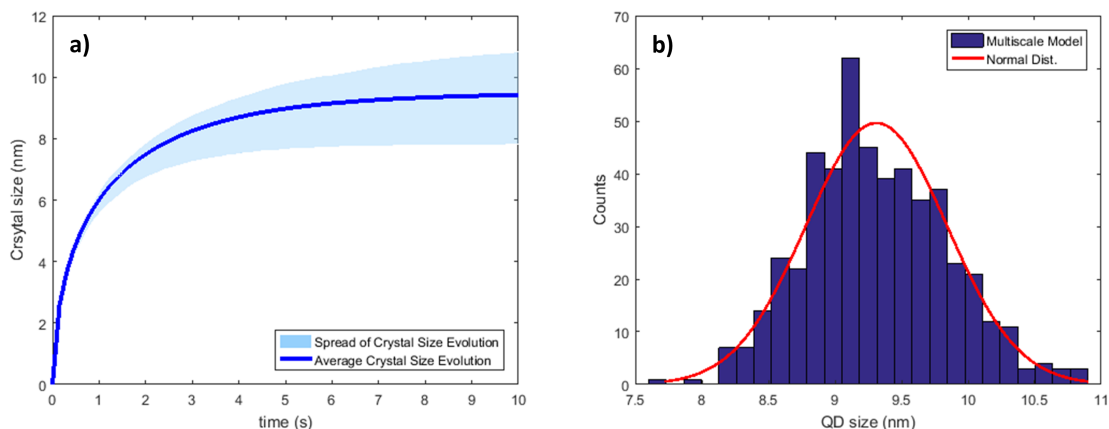 a)
12
10
8
6
4
2
0
Crsytal size (nm)
0 1 2 3 4 5 6 7 8 9 10
time (s)
Spread of Crystal Size Evolution
Average Crystal Size Evolution
b)
70
60
50
40
30
20
10
0
Counts
7.5 8 8.5 9 9.5 10 10.5 11
QD size (nm)
Multiscale Model
Normal Dist.